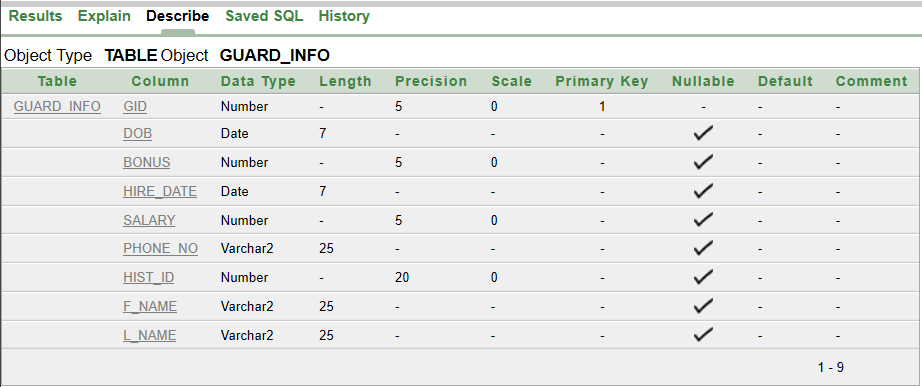 Results Explain Describe Saved SQL History
Object Type TABLE Object GUARD_INFO
Table Column Data Type Length Precision Scale Primary Key Nullable Default Comment
GUARD_INFO GID Number - 5 0 1 - - -
DOB Date 7 - - - ✓ - -
BONUS Number - 5 0 - ✓ - -
HIRE_DATE Date 7 - - - ✓ - -
SALARY Number - 5 0 - ✓ - -
PHONE_NO Varchar2 25 - - - ✓ - -
HIST_ID Number - 20 0 - ✓ - -
F_NAME Varchar2 25 - - - ✓ - -
L_NAME Varchar2 25 - - - ✓ - -
1 - 9